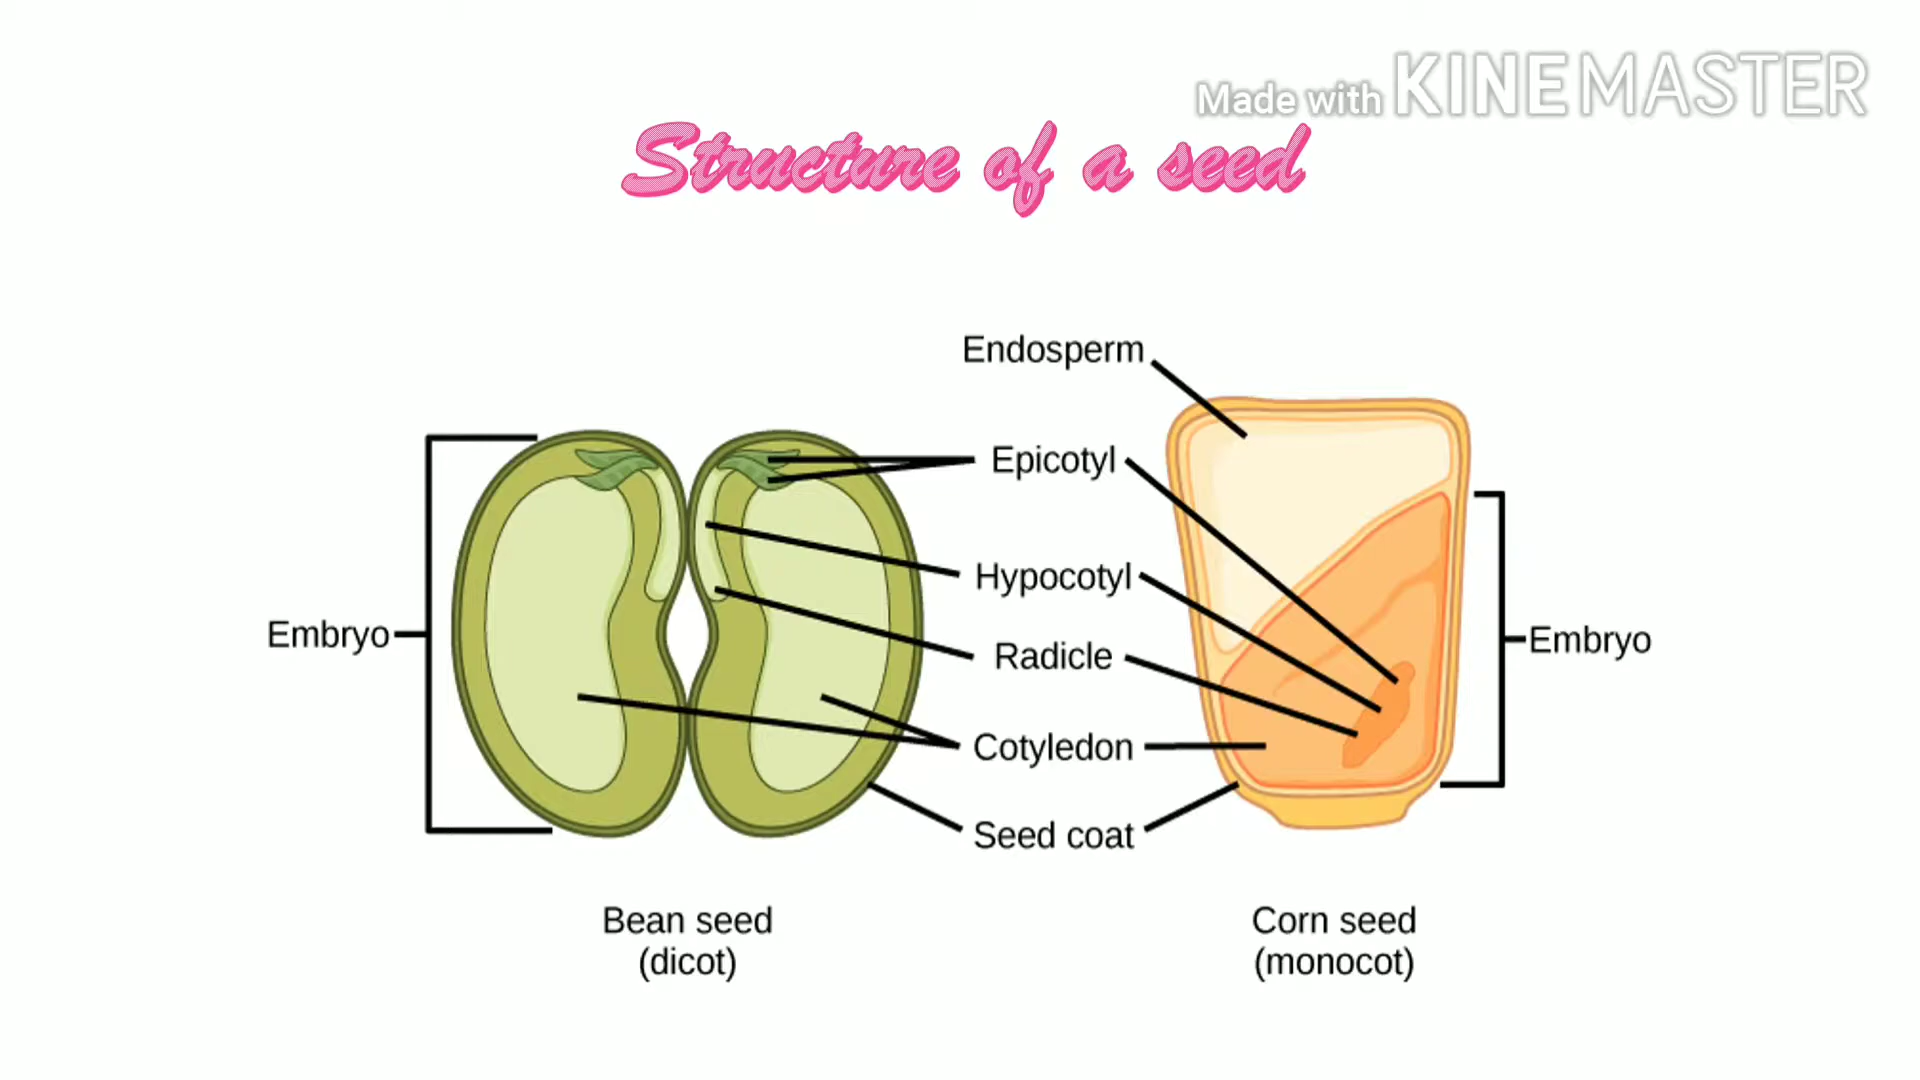 Made with KINEMASTER
Structure of a seed
Endosperm
Epicotyl
Hypocotyl
Embryo
Embryo
Radicle
Cotyledon
Seed coat
Bean seed
(dicot)
Corn seed
(monocot)